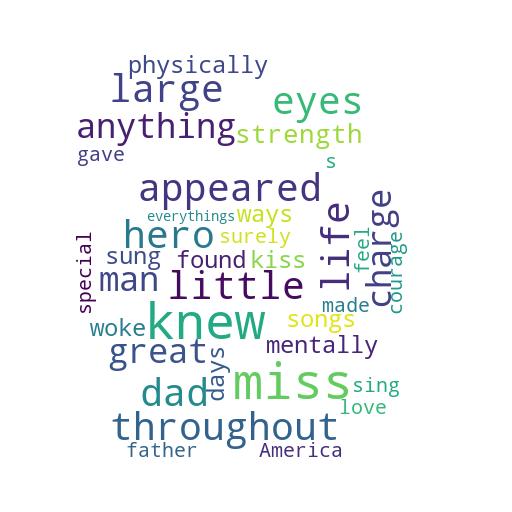 physically
large
eyes
anything
strength
gave
s
appeared
life
charge
everythings
ways
hero
surely
feel
courage
special
sung
found
kiss
man
little
made
knew
songs
woke
great
mentally
days
miss
dad
sing
love
throughout
father
America